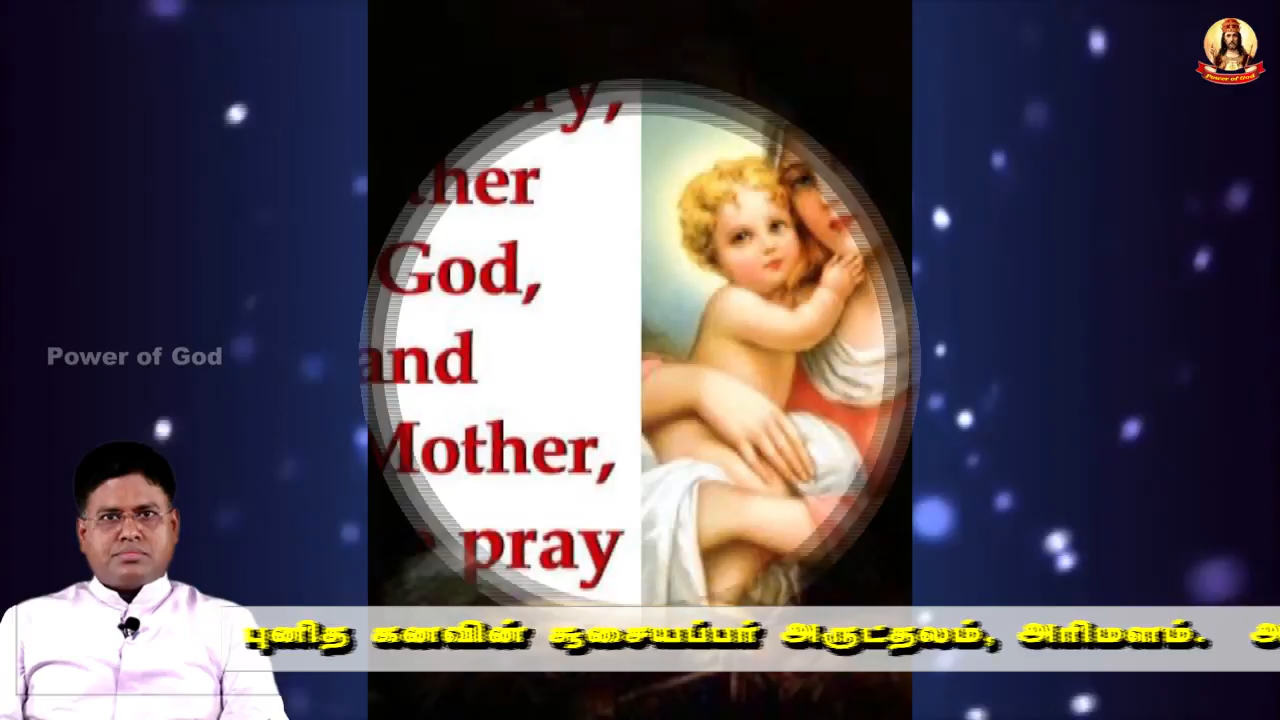 Power of God
ther
God,
and
Mother,
pray
Power of God
புனித கனவின் சூசையப்பர் அருட்தலம், அரிமளம்.